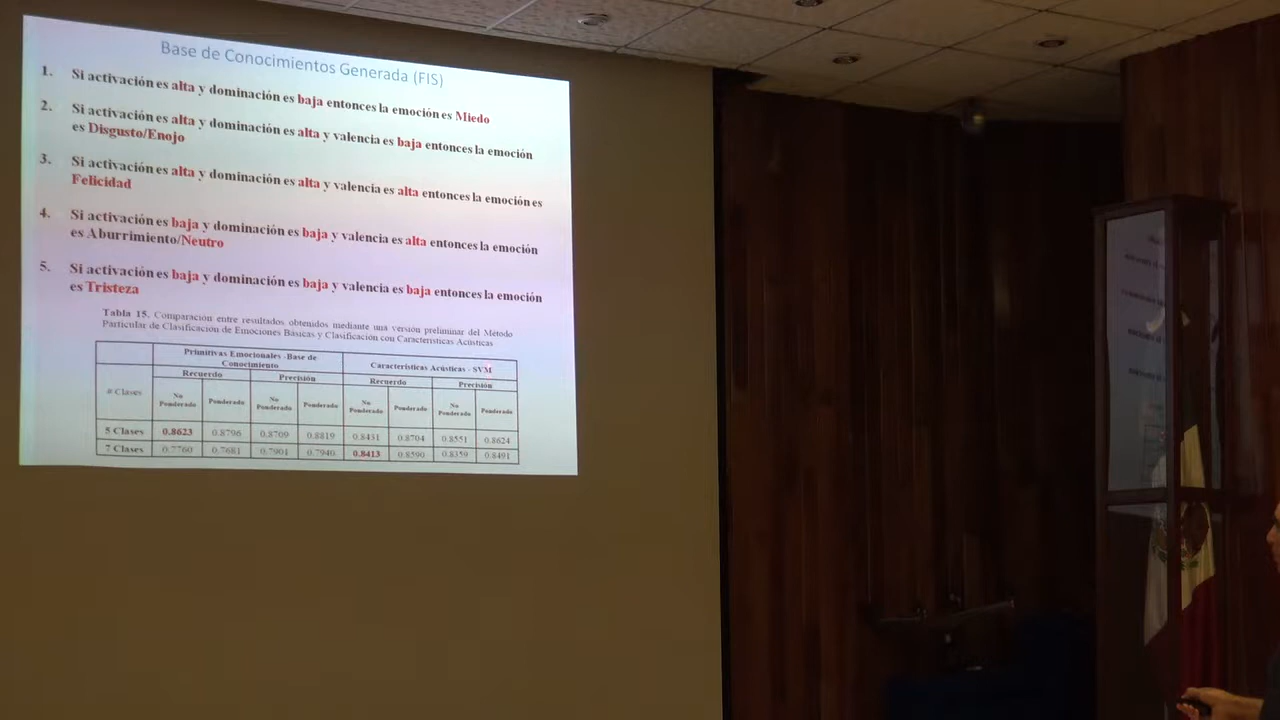 Base de Conocimientos Generada (FIS)
1. Si activación es alta y dominación es baja entonces la emoción es Miedo
2. Si activación es alta y dominación es alta y valencia es baja entonces la emoción
es Disgusto/Enojo
3. Si activación es alta y dominación es alta y valencia es alta entonces la emoción es
Felicidad
4. Si activación es baja y dominación es baja y valencia es alta entonces la emoción
es Aburrimiento/Neutro
5. Si activación es baja y dominación es baja y valencia es baja entonces la emoción
es Tristeza
Tabla 15. Comparación entre resultados obtenidos mediante una versión preliminar del Método
Particular de Clasificación de Emociones Básicas y Clasificación con Características Acústicas
Primitivas Emocionales -Base de
Conocimiento
Características Acústicas - SVM
Recuerdo Precisión Recuerdo Precisión
# Clases
No
Ponderado Ponderado
No
Ponderado Ponderado
No
Ponderado Ponderado
No
Ponderado Ponderado
5 Clases 0.8623 0.8796 0.8709 0.8819 0.8451 0.8704 0.8551 0.8624
7 Clases 0.7760 0.7681 0.7901 0.7940 0.8413 0.8590 0.8359 0.8491